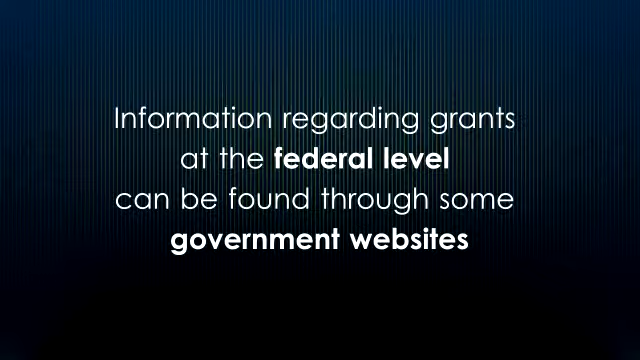 Information regarding grants
at the federal level
can be found through some
government websites